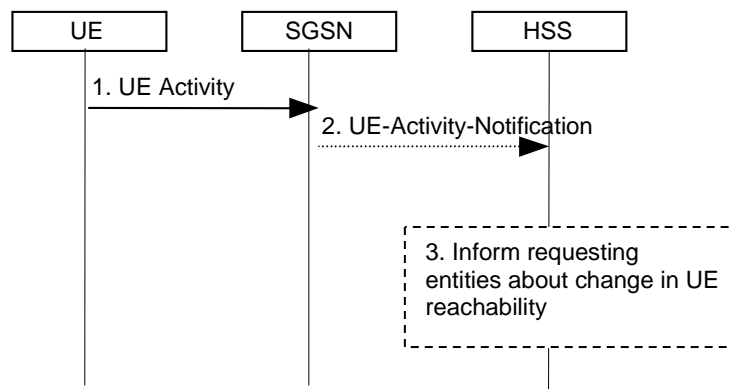 UE
SGSN
HSS
1. UE Activity
2. UE-Activity-Notification
3. Inform requesting
entities about change in UE
reachability